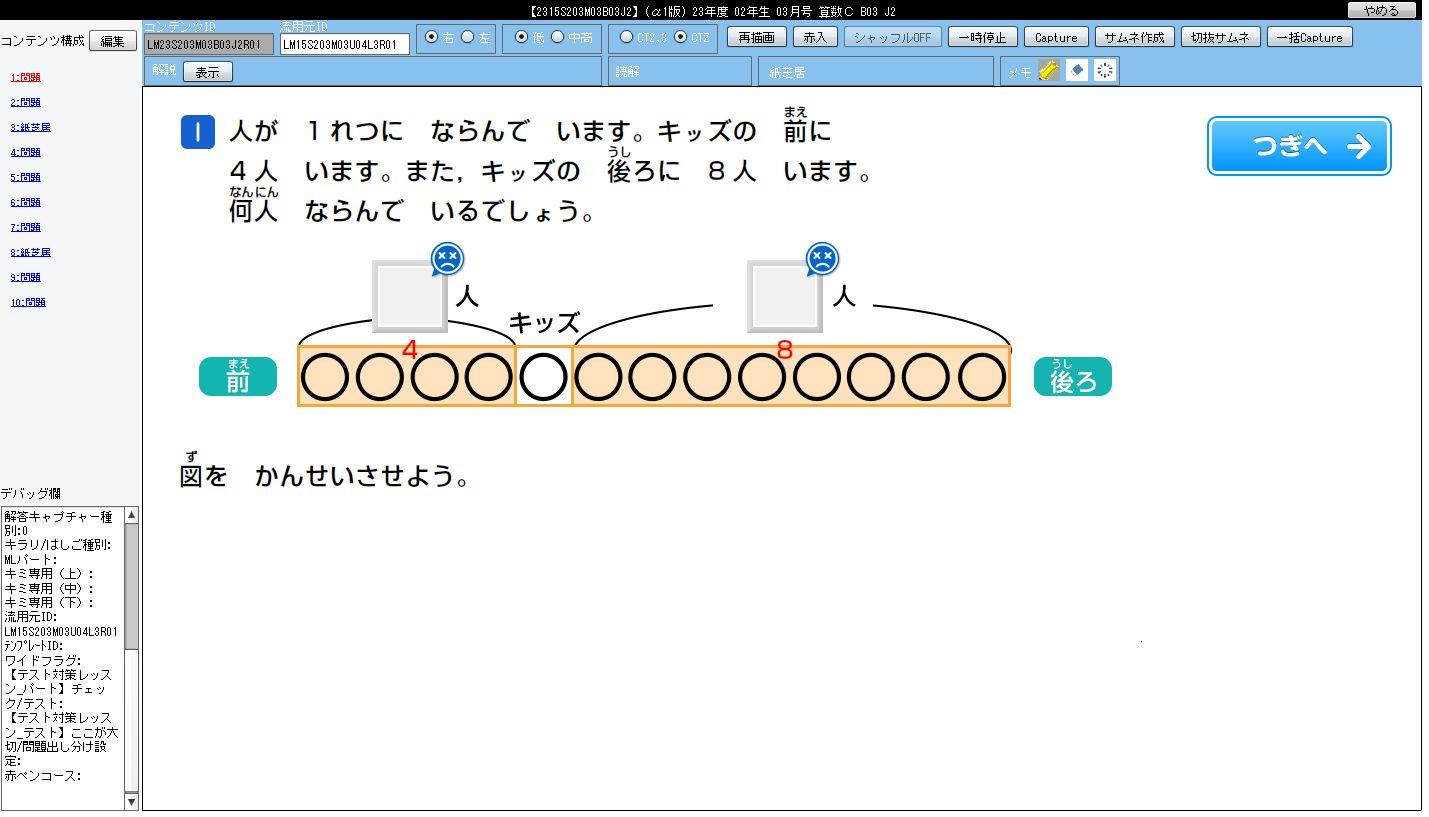 【2315S203M03B03J2】(α1版) 23年度 02年生 03月号 算数C B03 J2
やめる
コンテンツ構成
編集
コンテンツID
流用元ID
LM23S203M03B03J2R01
LM15S203M03U04L3R01
右 左
低 中高
CT2,3 CTZ
再描画
赤入
シャッフルOFF
一時停止
Capture
サムネ作成
切抜サムネ
一括Capture
解説
表示
読解
紙芝居
メモ
1:問題
2:問題
3:紙芝居
4:問題
5:問題
6:問題
7:問題
8:紙芝居
9:問題
10:問題
まえ
1 人が 1れつに ならんで います。キッズの 前に
うし
4人 います。また,キッズの 後ろに 8人 います。
なんにん
何人 ならんで いるでしょう。
つぎへ
人
人
キッズ
4
8
まえ
前
うし
後ろ
ず
図を かんせいさせよう。
デバッグ欄
解答キャプチャー種
別:0
キラリ/はしご種別:
MLパート:
キミ専用(上):
キミ専用(中):
キミ専用(下):
流用元ID:
LM15S203M03U04L3R01
テンプレートID:
ワイドフラグ:
【テスト対策レッス
ン_パート】チェッ
ク/テスト:
【テスト対策レッス
ン_テスト】ここが大
切/問題出し分け設
定:
赤ペンコース: